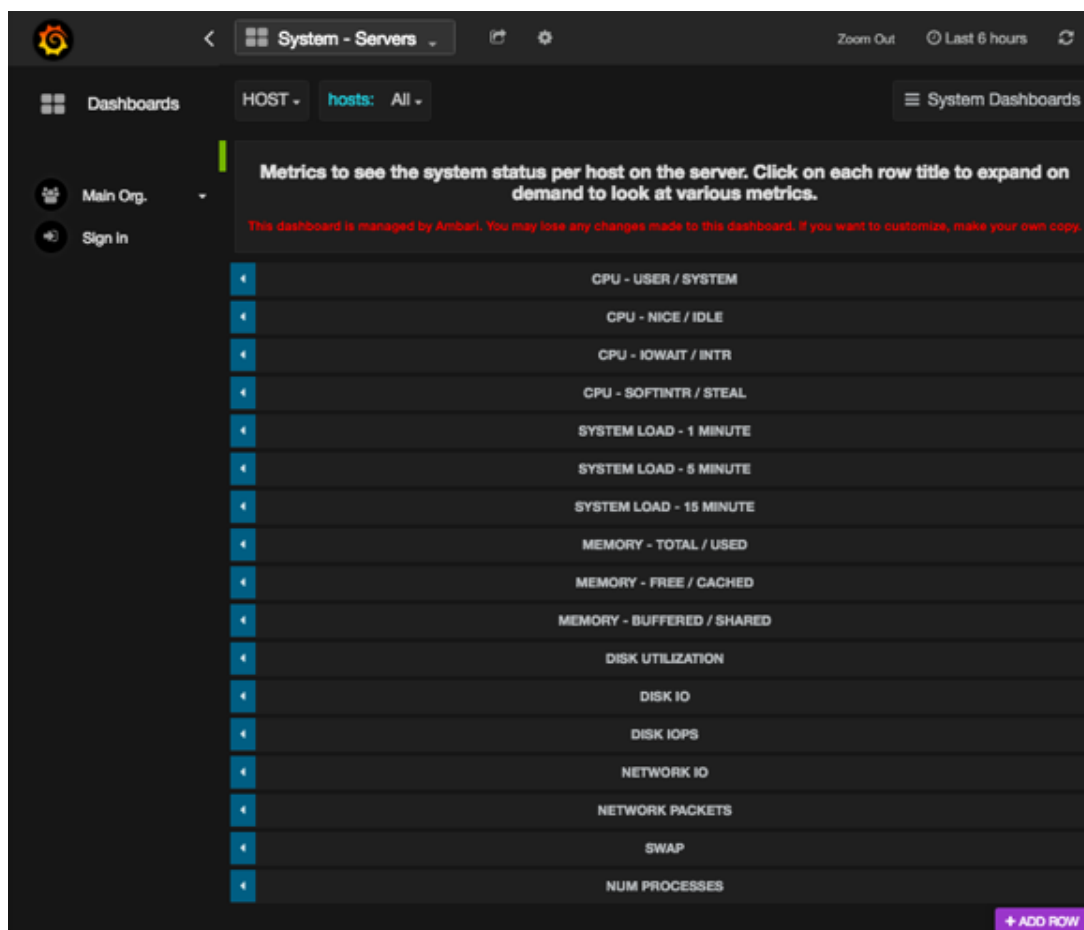 System - Servers
Zoom Out
Last 6 hours
Dashboards
HOST
hosts: All
System Dashboards
Main Org.
Sign In
Metrics to see the system status per host on the server. Click on each row title to expand on
demand to look at various metrics.
This dashboard is managed by Ambari. You may lose any changes made to this dashboard. If you want to customize, make your own copy.
CPU - USER / SYSTEM
CPU - NICE / IDLE
CPU - IOWAIT / INTR
CPU - SOFTINTR / STEAL
SYSTEM LOAD - 1 MINUTE
SYSTEM LOAD - 5 MINUTE
SYSTEM LOAD - 15 MINUTE
MEMORY - TOTAL / USED
MEMORY - FREE / CACHED
MEMORY - BUFFERED / SHARED
DISK UTILIZATION
DISK IO
DISK IOPS
NETWORK IO
NETWORK PACKETS
SWAP
NUM PROCESSES
+ ADD ROW